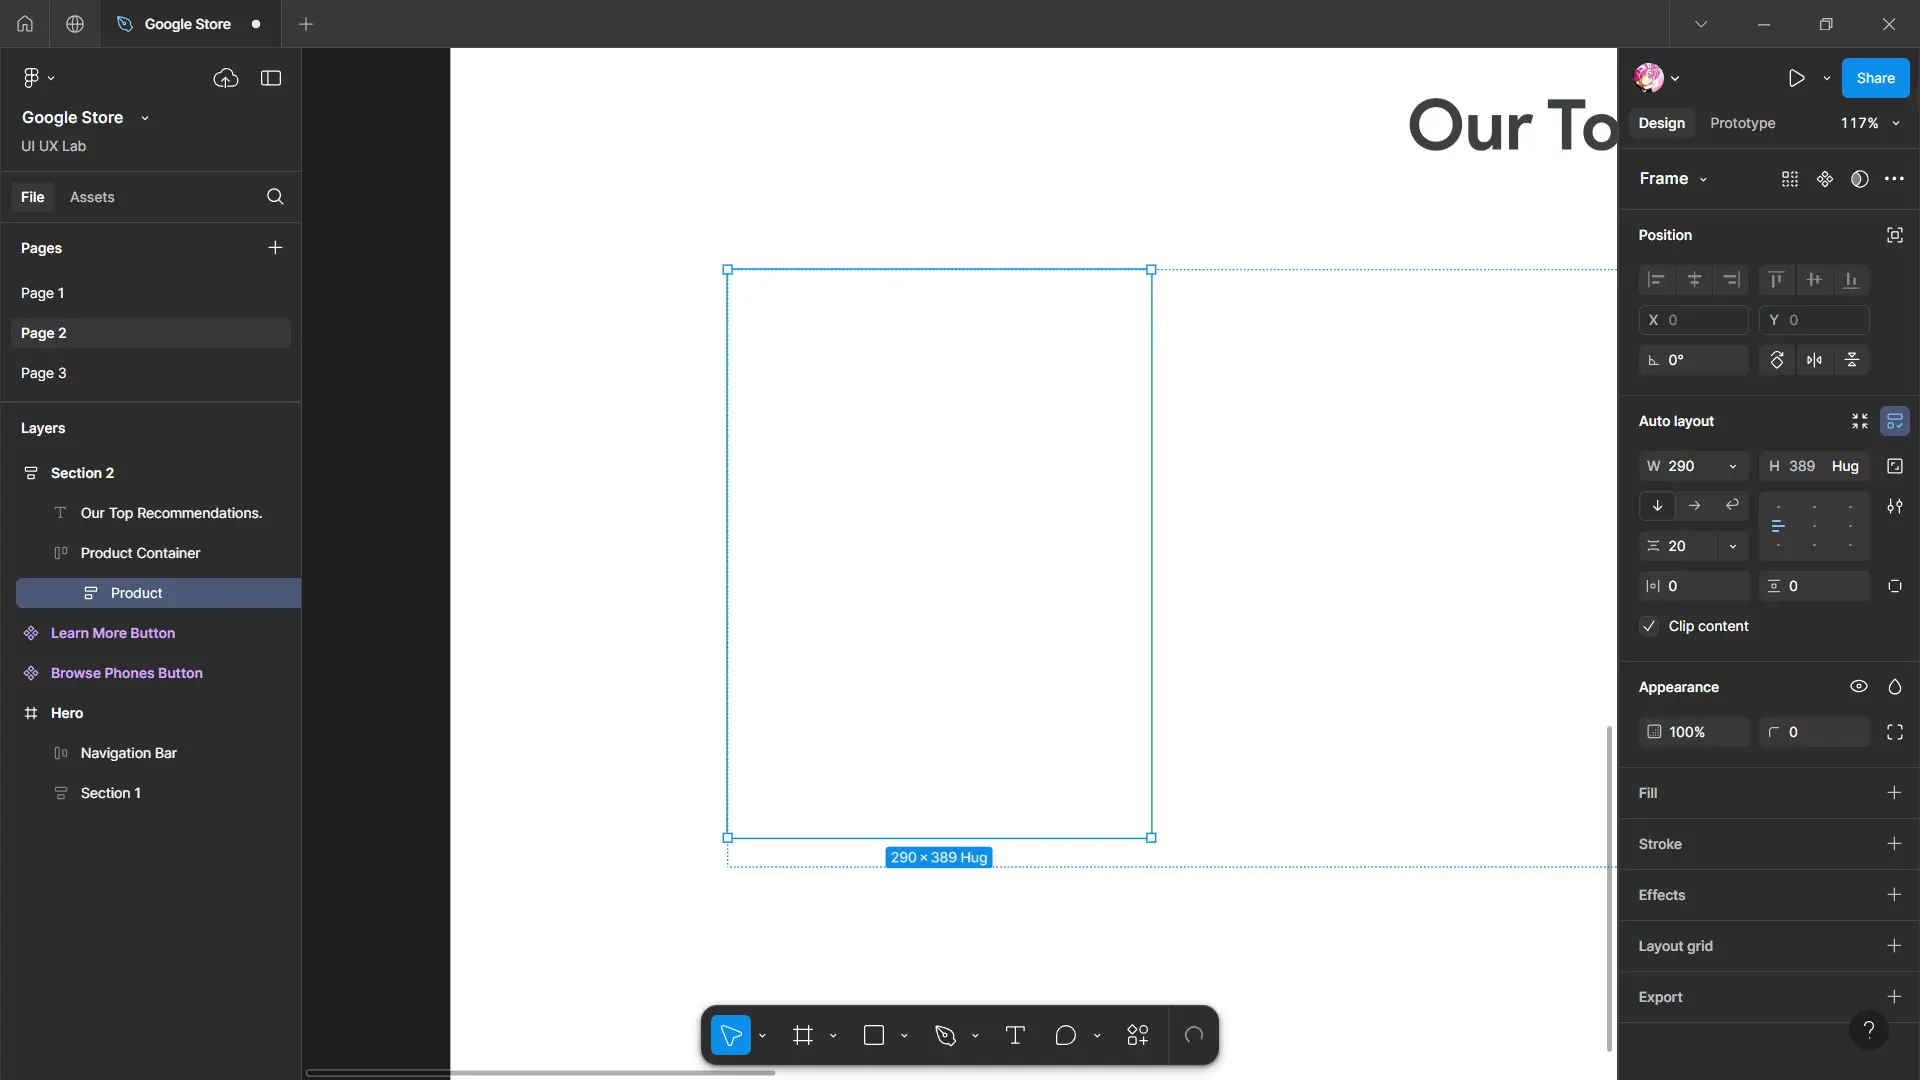 Google Store
Google Store
UI UX Lab
File
Assets
Pages
Page 1
Page 2
Page 3
Layers
Section 2
Our Top Recommendations.
Product Container
Product
Learn More Button
Browse Phones Button
Hero
Navigation Bar
Section 1
Our To
290 × 389 Hug
Share
Design
Prototype
117%
Frame
Position
X 0
Y 0
0°
Auto layout
W 290
H 389 Hug
20
0
0
Clip content
Appearance
100%
0
Fill
Stroke
Effects
Layout grid
Export
?